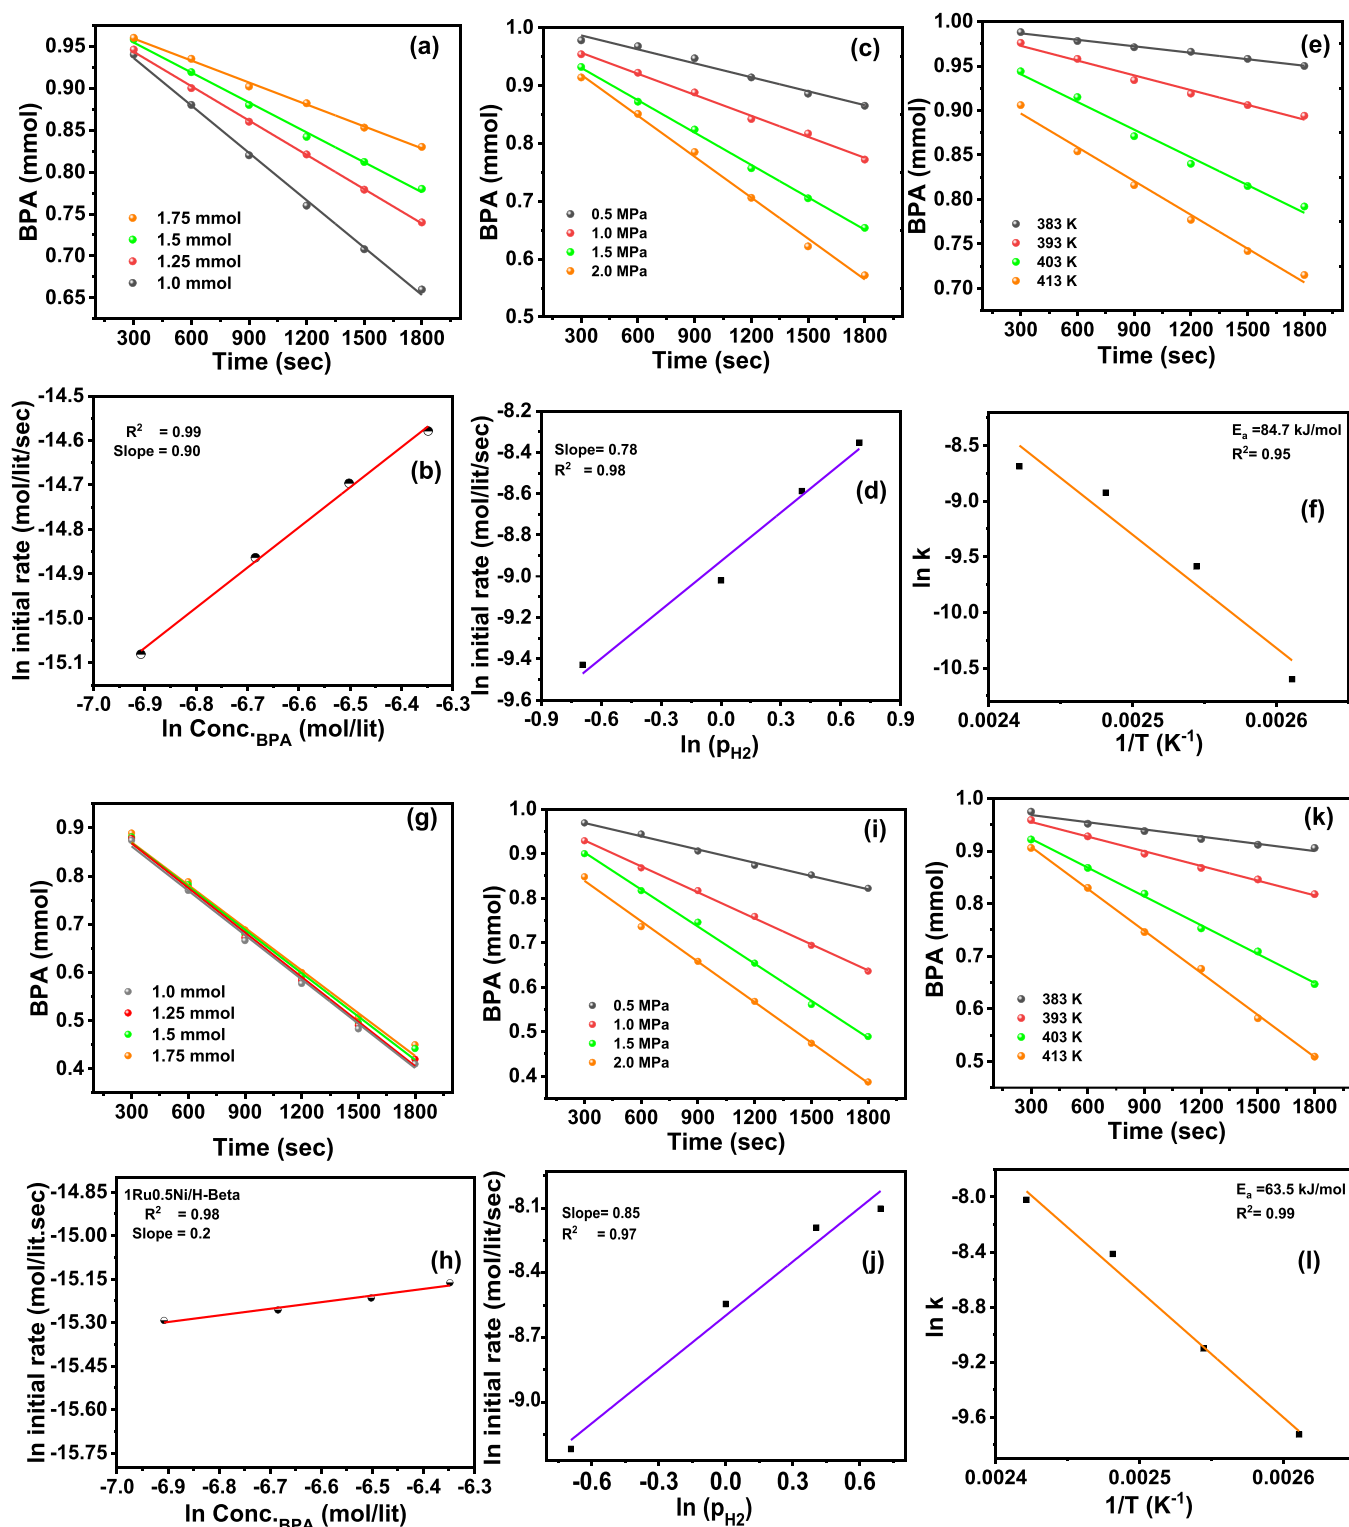 (a)
BPA (mmol)
0.95
0.90
0.85
0.80
0.75
0.70
0.65
1.75 mmol
1.5 mmol
1.25 mmol
1.0 mmol
300 600 900 1200 1500 1800
Time (sec)
(c)
BPA (mmol)
1.0
0.9
0.8
0.7
0.6
0.5
0.5 MPa
1.0 MPa
1.5 MPa
2.0 MPa
300 600 900 1200 1500 1800
Time (sec)
(e)
BPA (mmol)
1.00
0.95
0.90
0.85
0.80
0.75
0.70
383 K
393 K
403 K
413 K
300 600 900 1200 1500 1800
Time (sec)
(b)
ln initial rate (mol/lit/sec)
-14.5
-14.6
-14.7
-14.8
-14.9
-15.0
-15.1
R² = 0.99
Slope = 0.90
-7.0 -6.9 -6.8 -6.7 -6.6 -6.5 -6.4 -6.3
ln Conc.BPA (mol/lit)
(d)
ln initial rate (mol/lit/sec)
-8.2
-8.4
-8.6
-8.8
-9.0
-9.2
-9.4
-9.6
Slope= 0.78
R² = 0.98
-0.9 -0.6 -0.3 0.0 0.3 0.6 0.9
ln (pH2)
(f)
ln k
-8.5
-9.0
-9.5
-10.0
-10.5
Ea =84.7 kJ/mol
R²= 0.95
0.0024 0.0025 0.0026
1/T (K⁻¹)
(g)
BPA (mmol)
0.9
0.8
0.7
0.6
0.5
0.4
1.0 mmol
1.25 mmol
1.5 mmol
1.75 mmol
300 600 900 1200 1500 1800
Time (sec)
(i)
BPA (mmol)
1.0
0.9
0.8
0.7
0.6
0.5
0.4
0.5 MPa
1.0 MPa
1.5 MPa
2.0 MPa
300 600 900 1200 1500 1800
Time (sec)
(k)
BPA (mmol)
1.0
0.9
0.8
0.7
0.6
0.5
383 K
393 K
403 K
413 K
300 600 900 1200 1500 1800
Time (sec)
(h)
ln initial rate (mol/lit.sec)
-14.85
-15.00
-15.15
-15.30
-15.45
-15.60
-15.75
1Ru0.5Ni/H-Beta
R² = 0.98
Slope = 0.2
-7.0 -6.9 -6.8 -6.7 -6.6 -6.5 -6.4 -6.3
ln Conc.BPA (mol/lit)
(j)
ln initial rate (mol/lit/sec)
-8.1
-8.4
-8.7
-9.0
Slope= 0.85
R² = 0.97
-0.6 0.0 0.6
ln (pH2)
(l)
ln k
-8.0
-8.4
-8.8
-9.2
-9.6
Ea =63.5 kJ/mol
R²= 0.99
0.0024 0.0025 0.0026
1/T (K⁻¹)